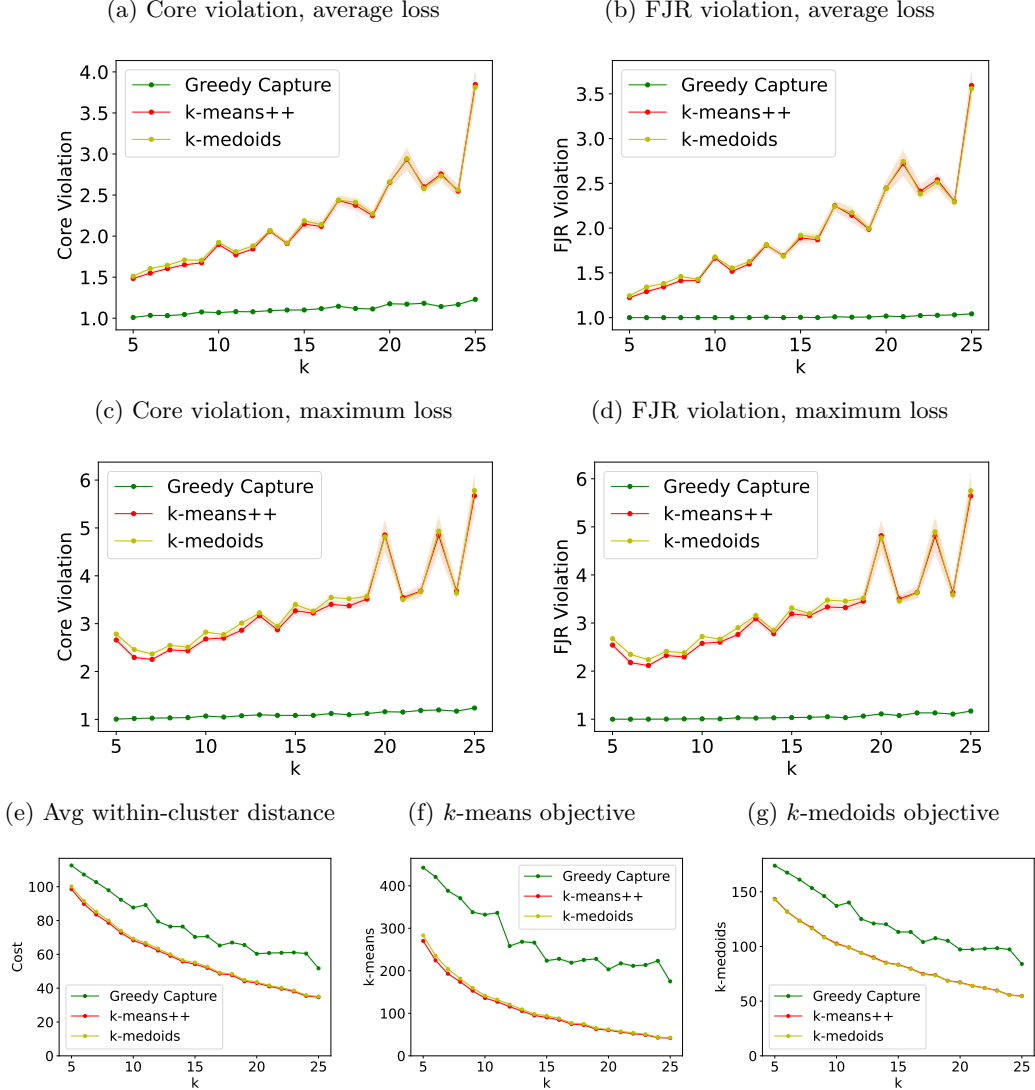 (a) Core violation, average loss
(b) FJR violation, average loss
4.0
3.5
3.0
2.5
2.0
1.5
1.0
Core Violation
Greedy Capture
k-means++
k-medoids
5 10 15 20 25
k
3.5
3.0
2.5
2.0
1.5
1.0
FJR Violation
Greedy Capture
k-means++
k-medoids
5 10 15 20 25
k
(c) Core violation, maximum loss
(d) FJR violation, maximum loss
6
5
4
3
2
1
Core Violation
Greedy Capture
k-means++
k-medoids
5 10 15 20 25
k
6
5
4
3
2
1
FJR Violation
Greedy Capture
k-means++
k-medoids
5 10 15 20 25
k
(e) Avg within-cluster distance
(f) k-means objective
(g) k-medoids objective
100
80
60
40
20
0
Cost
Greedy Capture
k-means++
k-medoids
5 10 15 20 25
k
400
300
200
100
0
k-means
Greedy Capture
k-means++
k-medoids
5 10 15 20 25
k
150
100
50
0
k-medoids
Greedy Capture
k-means++
k-medoids
5 10 15 20 25
k